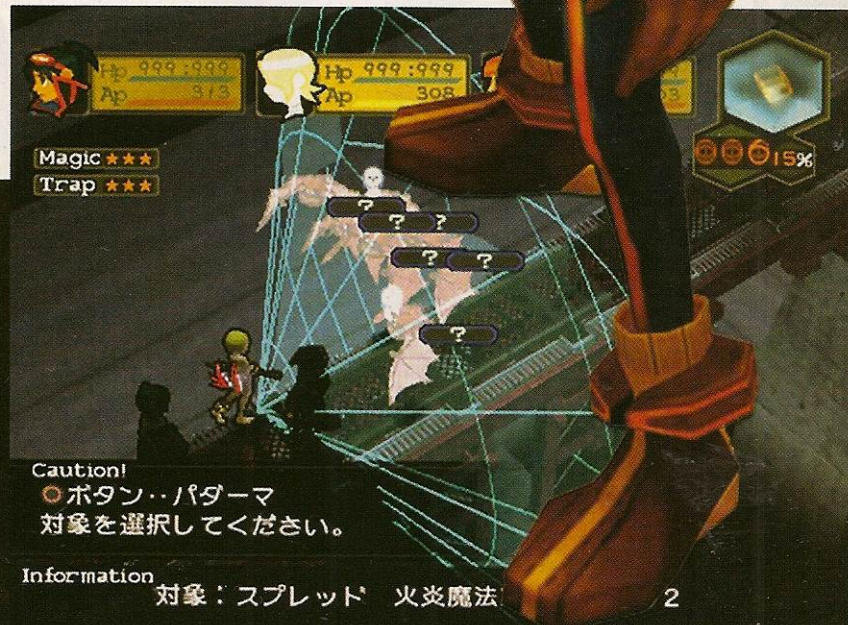 Hp 999:999
Ap 313
Hp 999:999
Ap 308
15%
Magic ★★★
Trap ★★★
?
? ?
? ?
?
Caution!
○ボタン‥パダーマ
対象を選択してください。
Information
対象：スプレッド 火炎魔法 2